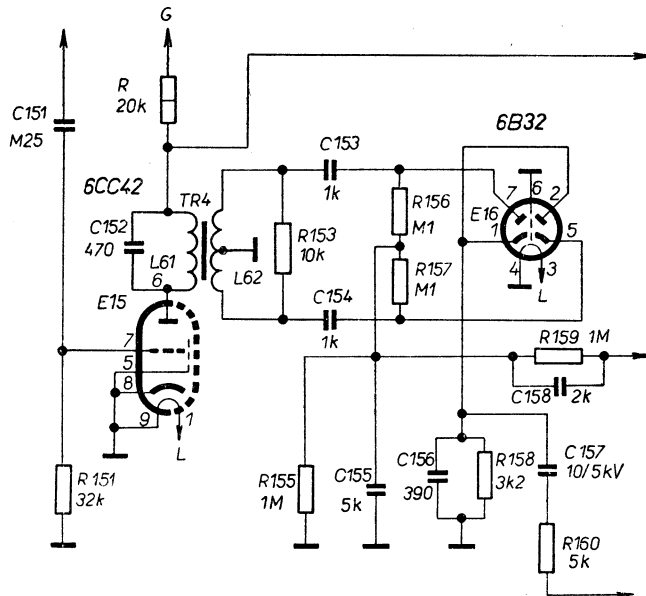 G
R
20k
C151
M25
6CC42
C153
1k
6B32
TR4
C152
470
L61
6
L62
R153
10k
R156
M1
R157
M1
7
6
2
E16
1
5
4
3
L
E15
C154
1k
7
5
8
9
1
L
R159 1M
C158
2k
R151
32k
R155
1M
C155
5k
C156
390
R158
3k2
C157
10/5kV
R160
5k